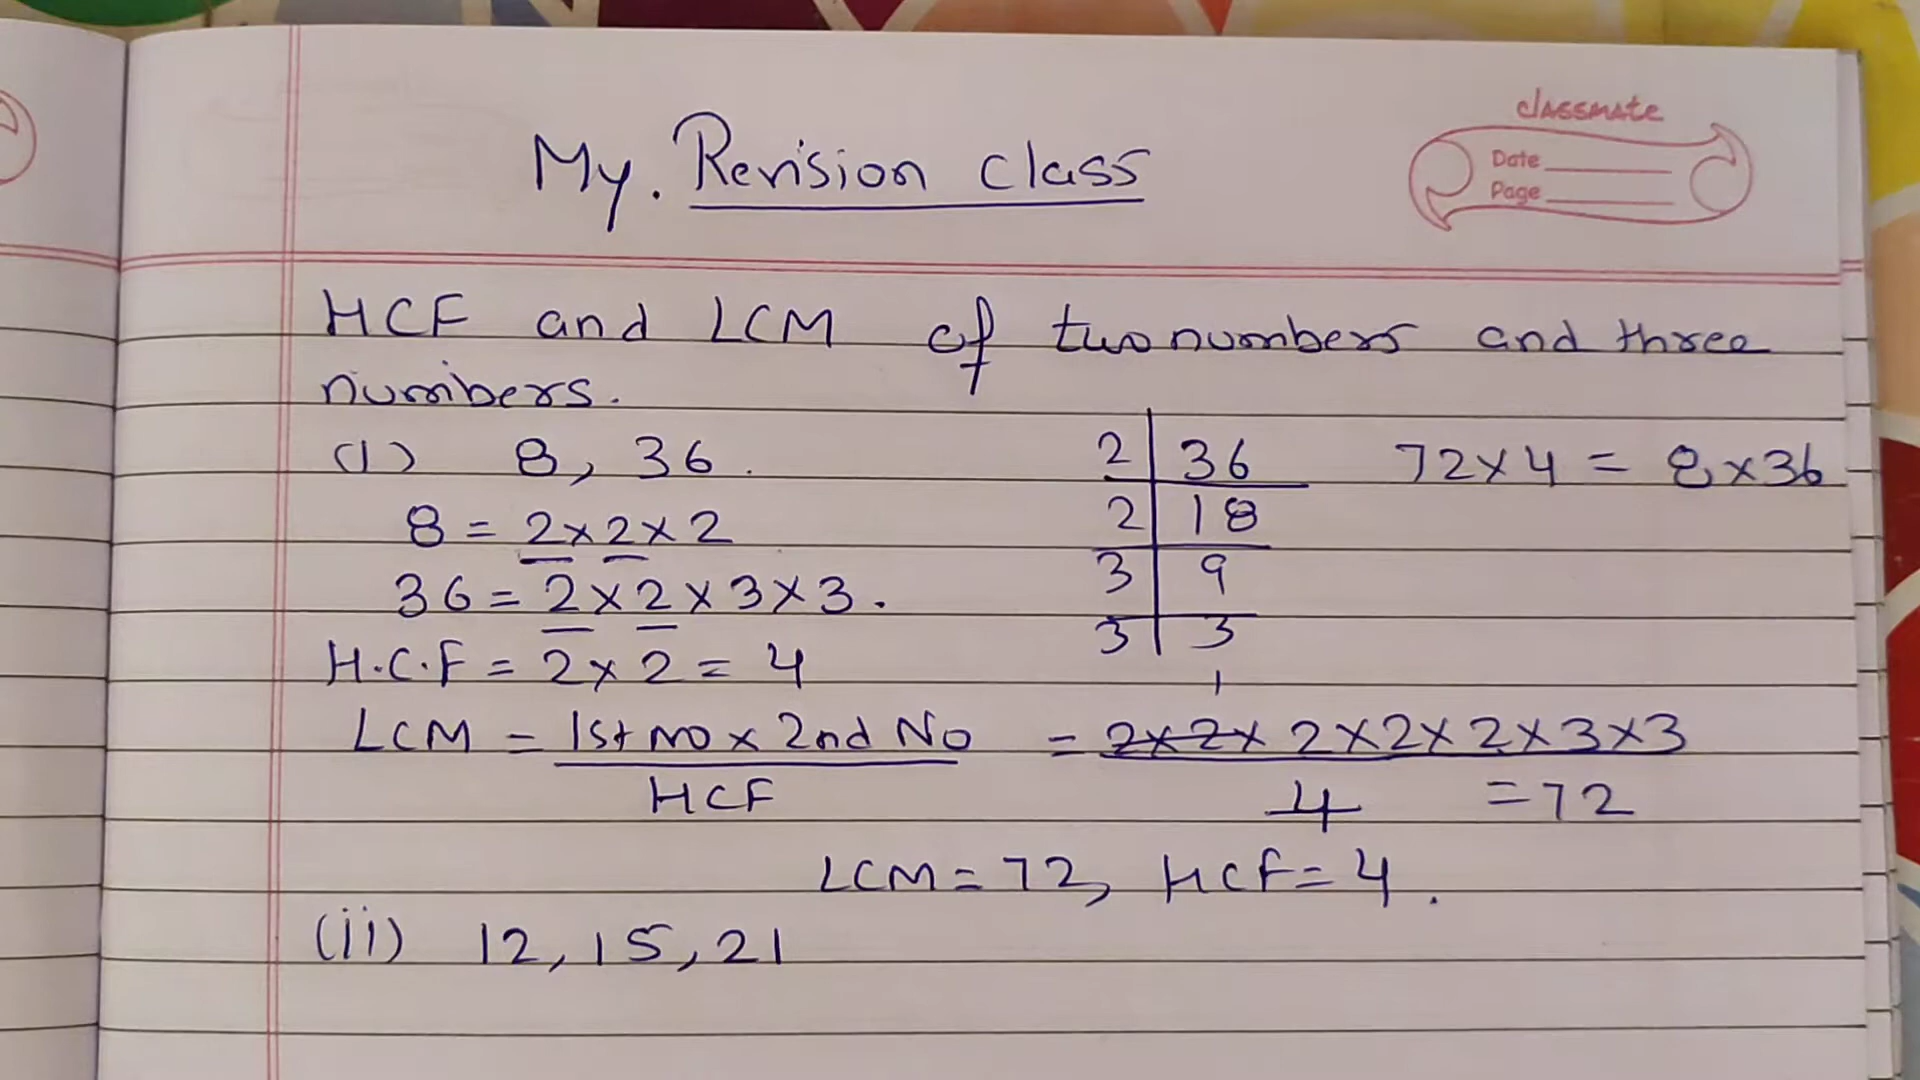 classmate
Date
Page
My. Revision class
HCF and LCM of two numbers and three
numbers.
(1) 8, 36.
8 = 2×2×2
36 = 2×2×3×3.
H.C.F = 2×2 = 4
2 | 36
2 | 18
3 | 9
3 | 3
1
72×4 = 8×36
LCM = 1st no × 2nd No / HCF = 2×2×2×2×2×3×3 / 4 = 72
LCM = 72, HCF = 4.
(ii) 12, 15, 21